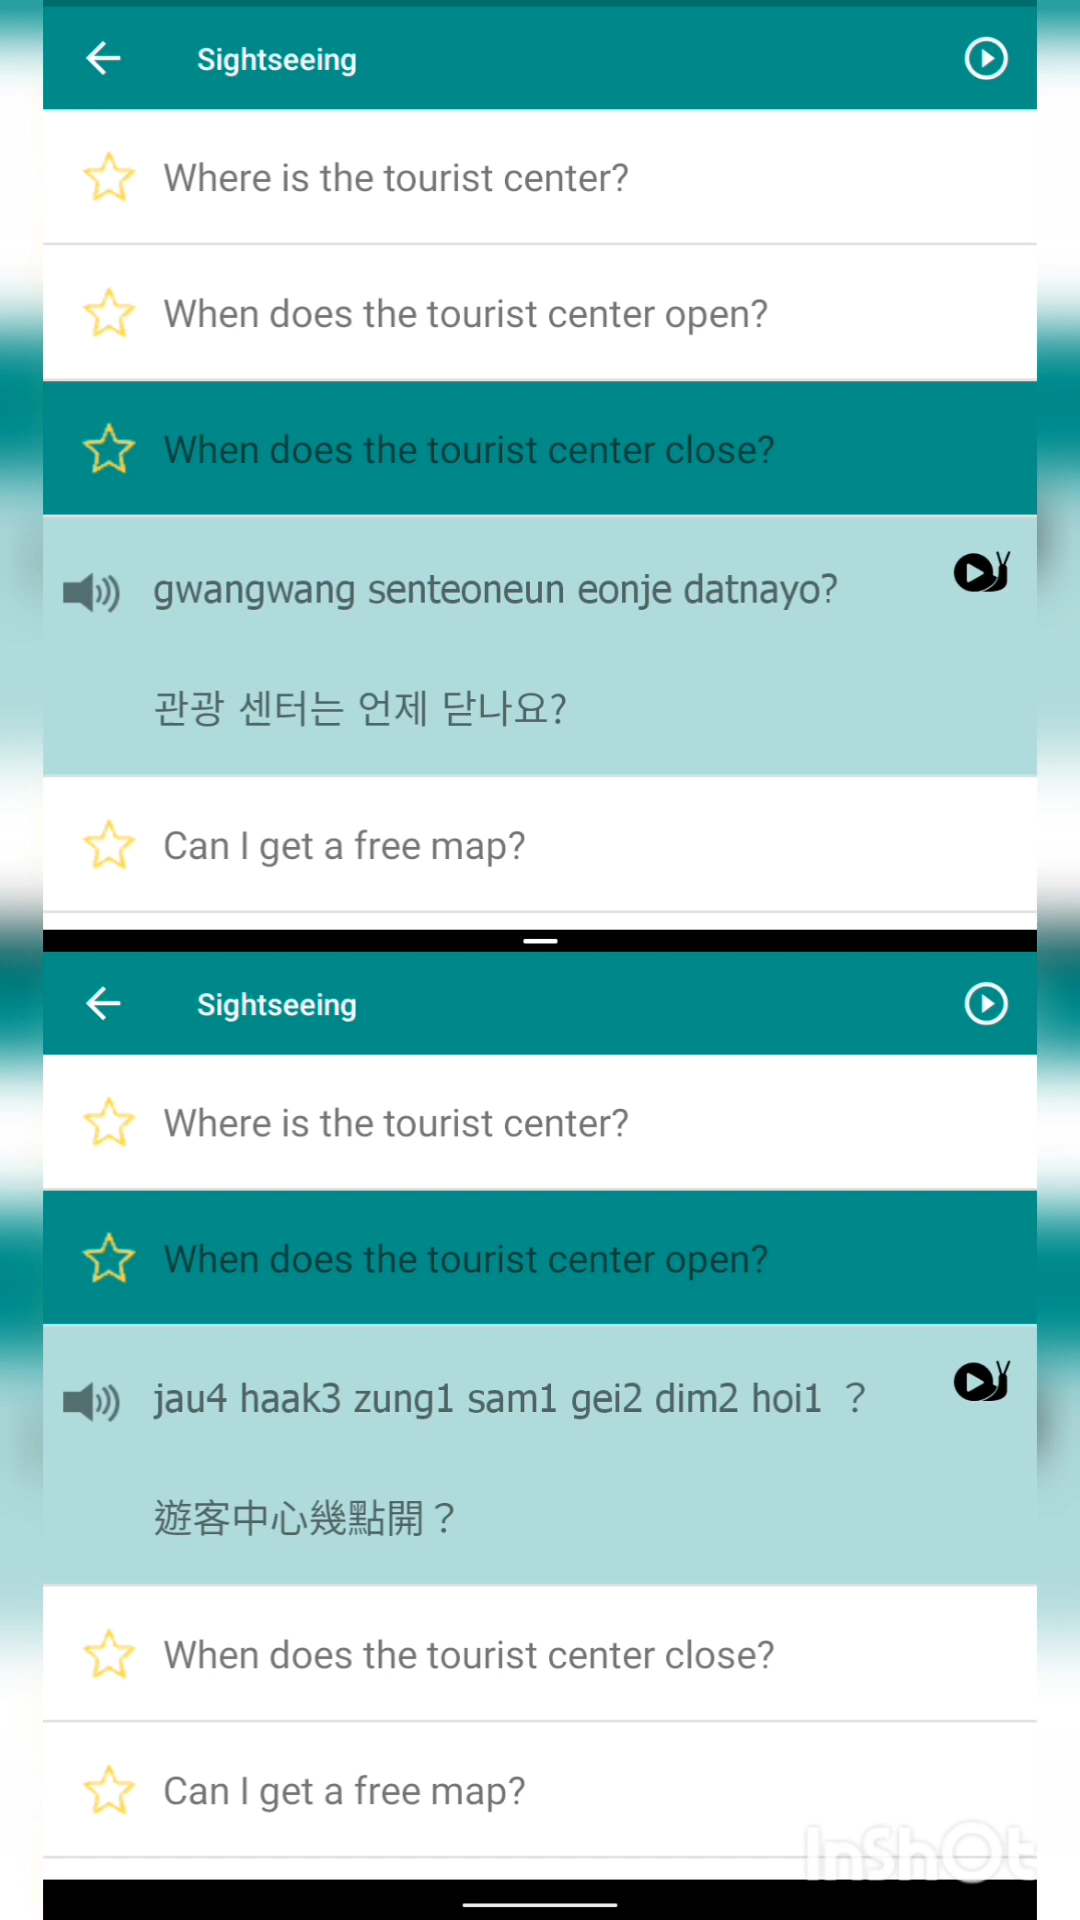 Sightseeing
Where is the tourist center?
When does the tourist center open?
When does the tourist center close?
gwangwang senteoneun eonje datnayo?
관광 센터는 언제 닫나요?
Can I get a free map?
Sightseeing
Where is the tourist center?
When does the tourist center open?
jau4 haak3 zung1 sam1 gei2 dim2 hoi1 ？
遊客中心幾點開？
When does the tourist center close?
Can I get a free map?
InShOt